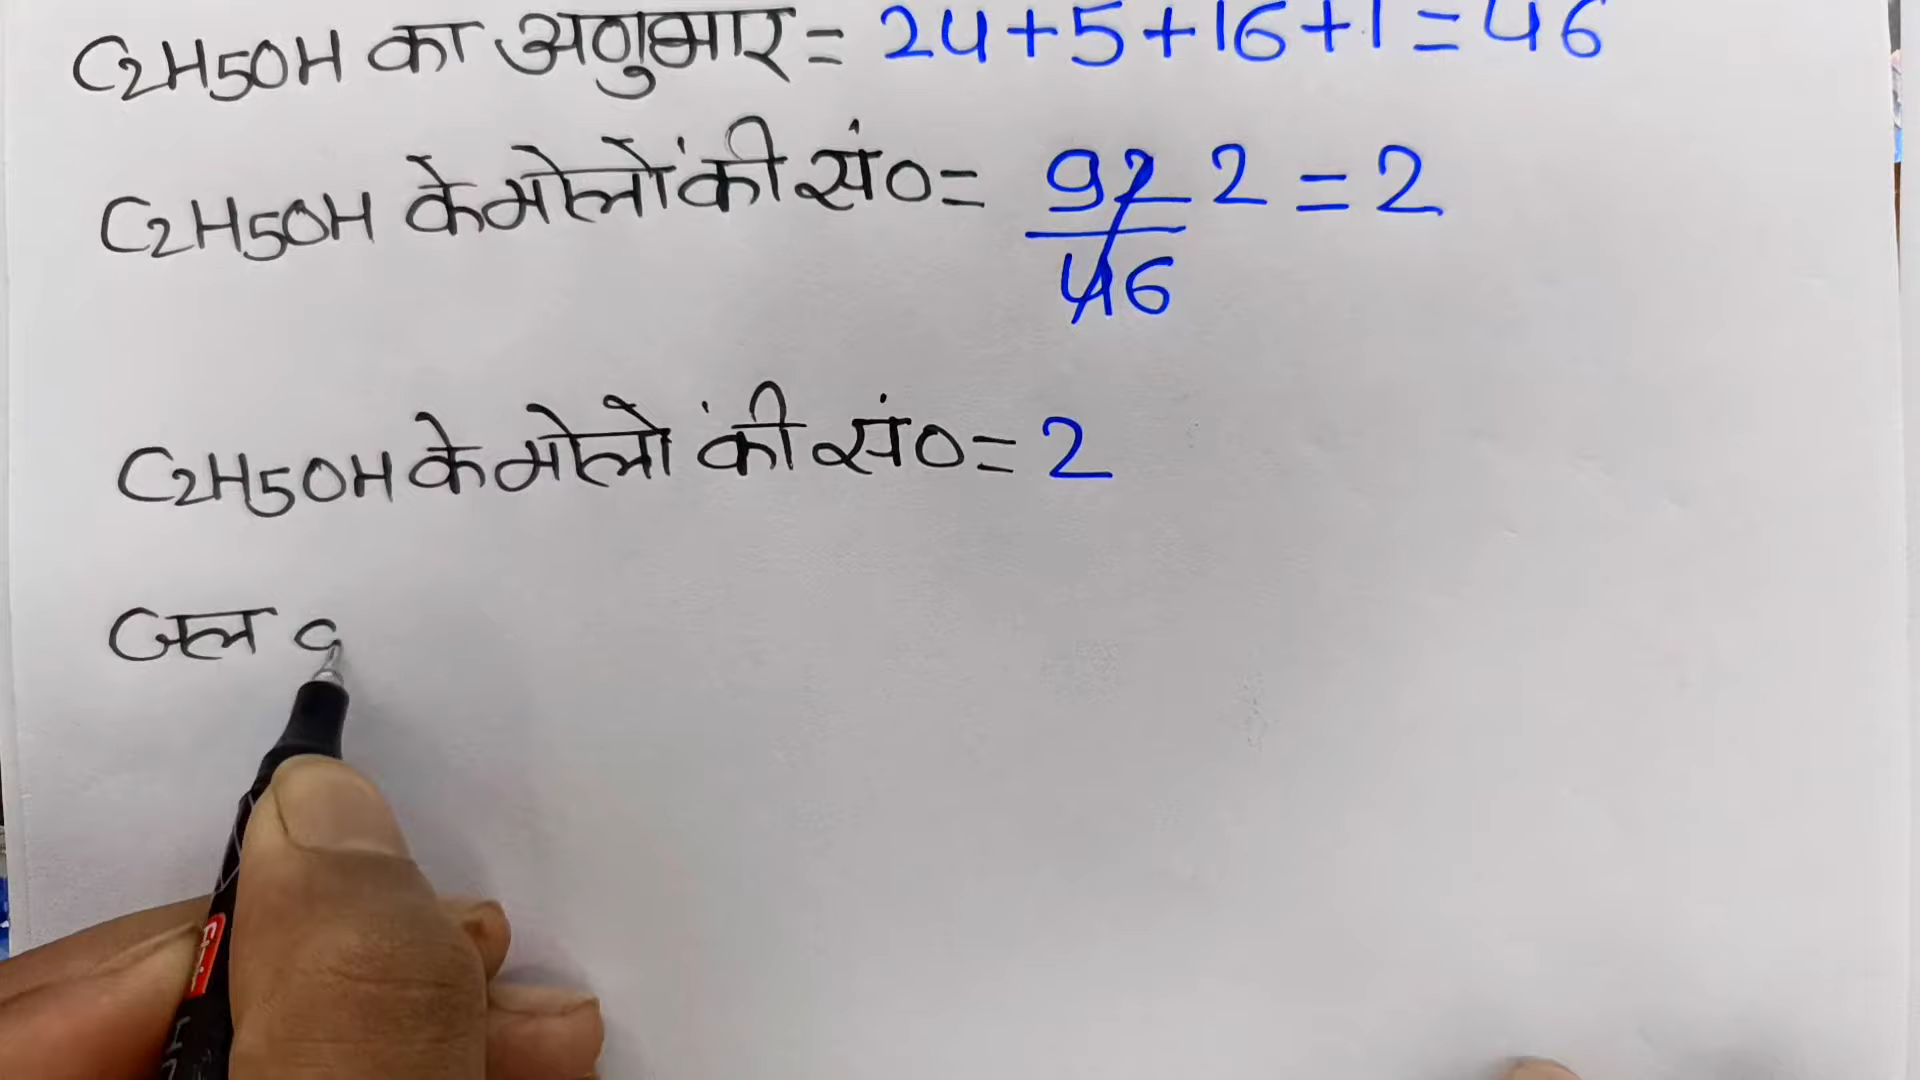 C2H5OH का अणुभार = 24+5+16+1=46
C2H5OH के मोलों की सं० = 92/46 2 = 2
C2H5OH के मोलो की सं० = 2
जल